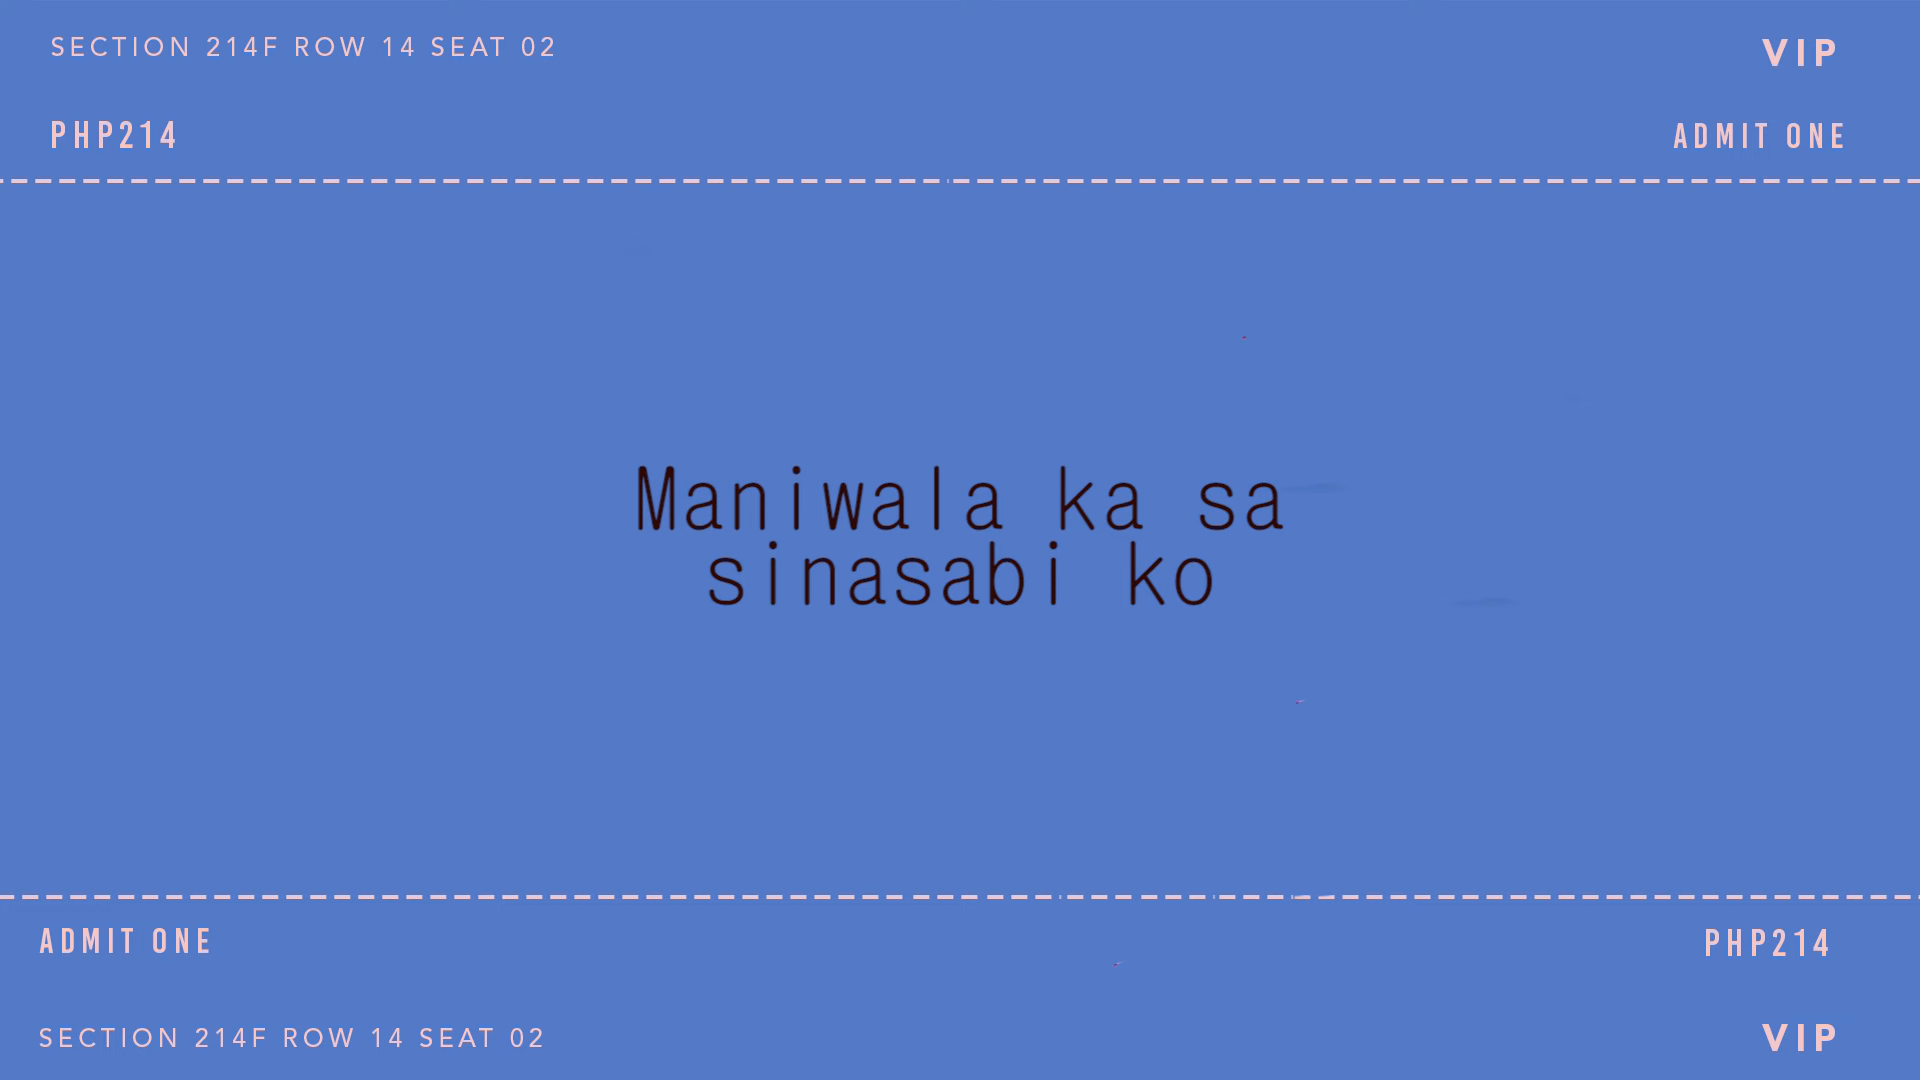 SECTION 214F ROW 14 SEAT 02
VIP
PHP214
ADMIT ONE
Maniwala ka sa
sinasabi ko
ADMIT ONE
PHP214
SECTION 214F ROW 14 SEAT 02
VIP